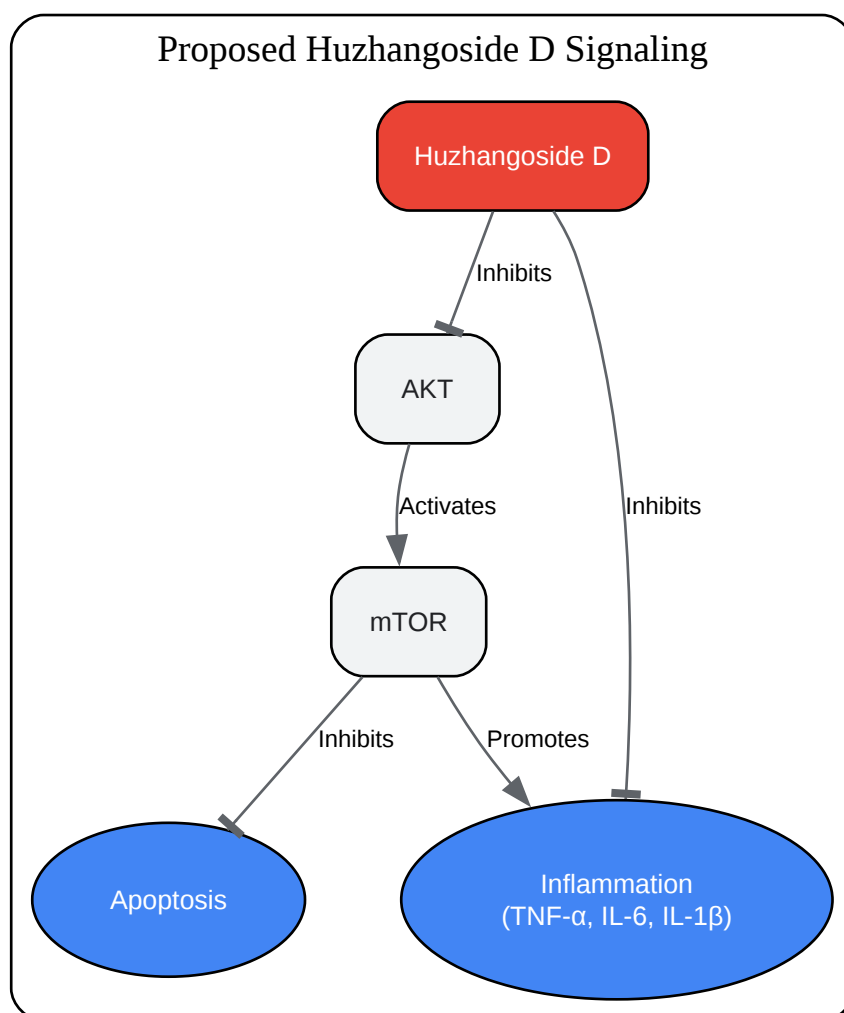 Proposed Huzhangoside D Signaling
Huzhangoside D
Inhibits
AKT
Activates
Inhibits
mTOR
Inhibits
Promotes
Apoptosis
Inflammation
(TNF-α, IL-6, IL-1β)